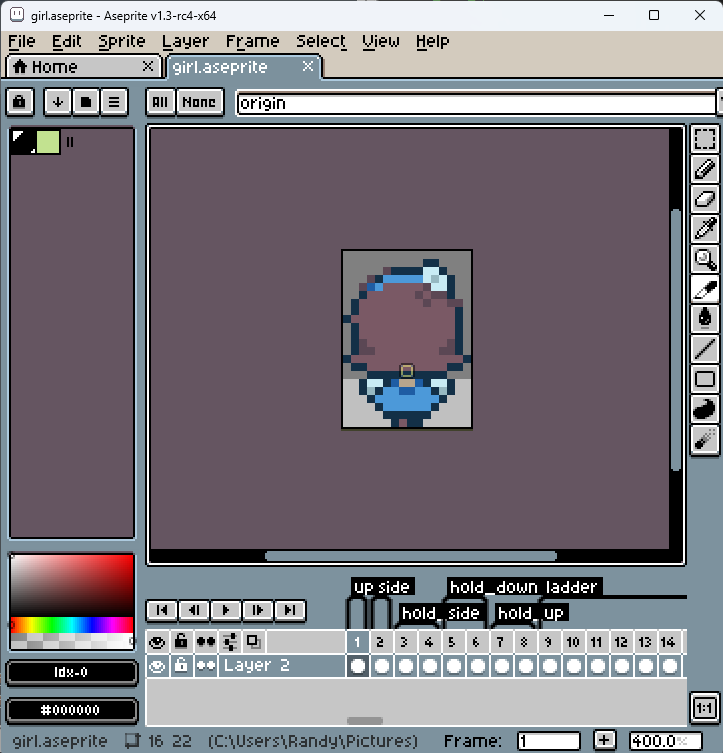 girl.aseprite - Aseprite v1.3-rc4-x64
File Edit Sprite Layer Frame Select View Help
Home girl.aseprite
All None origin
up side hold_down ladder
hold_side hold_up
1 2 3 4 5 6 7 8 9 10 11 12 13 14
Layer 2
Idx-0
#000000
1:1
girl.aseprite 16 22 (C:\Users\Randy\Pictures) Frame: 1 400.0%